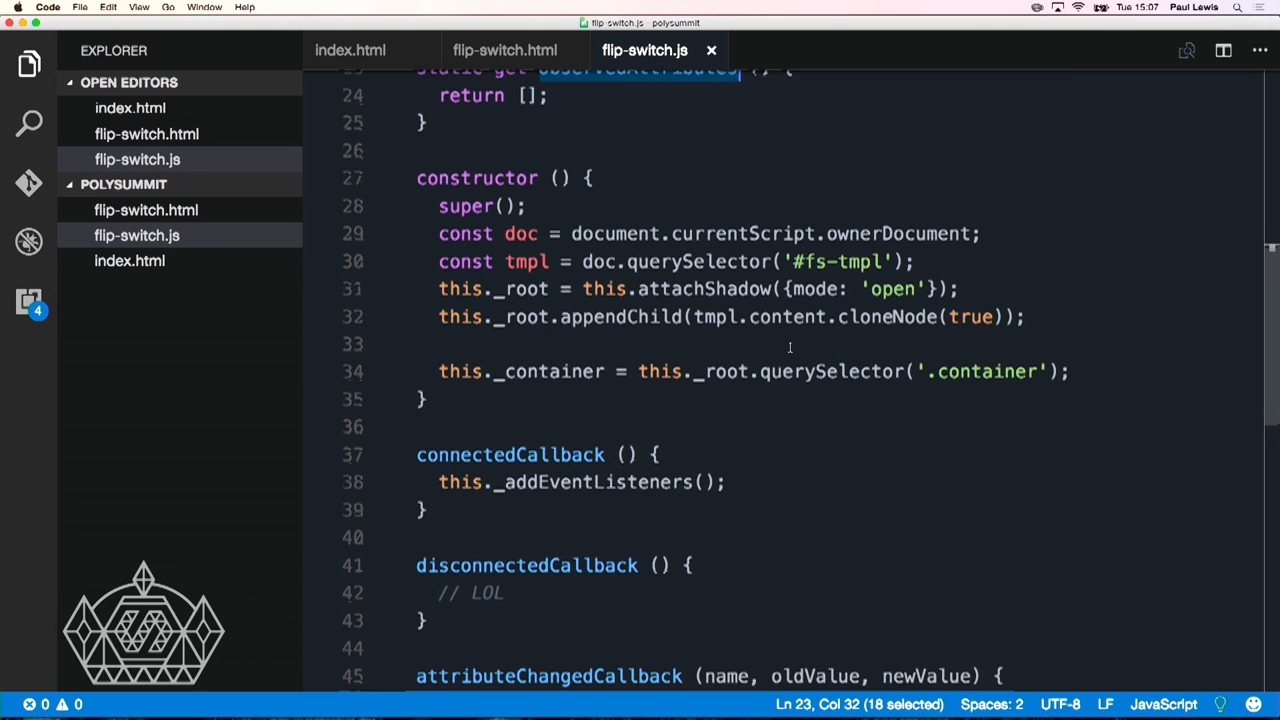 Code File Edit View Go Window Help Tue 15:07 Paul Lewis
flip-switch.js — polysummit
EXPLORER
OPEN EDITORS
index.html
flip-switch.html
flip-switch.js
POLYSUMMIT
flip-switch.html
flip-switch.js
index.html
4
index.html flip-switch.html flip-switch.js
23 static get observedAttributes () {
24 return [];
25 }
26
27 constructor () {
28 super();
29 const doc = document.currentScript.ownerDocument;
30 const tmpl = doc.querySelector('#fs-tmpl');
31 this._root = this.attachShadow({mode: 'open'});
32 this._root.appendChild(tmpl.content.cloneNode(true));
33
34 this._container = this._root.querySelector('.container');
35 }
36
37 connectedCallback () {
38 this._addEventListeners();
39 }
40
41 disconnectedCallback () {
42 // LOL
43 }
44
45 attributeChangedCallback (name, oldValue, newValue) {
0 0 Ln 23, Col 32 (18 selected) Spaces: 2 UTF-8 LF JavaScript